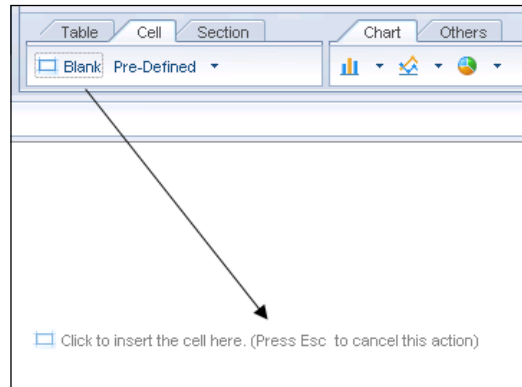 Table Cell Section Chart Others
Blank Pre-Defined
Click to insert the cell here. (Press Esc to cancel this action)